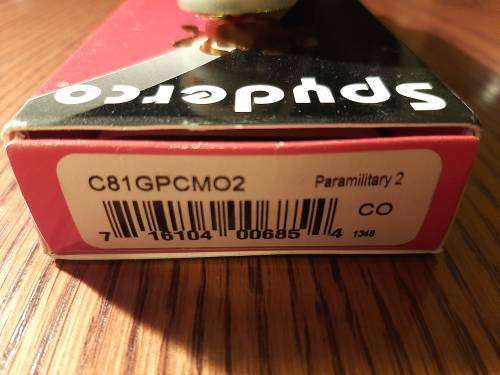 Spyderco
C81GPCMO2 Paramilitary 2
CO
7 16104 00685 4 1348